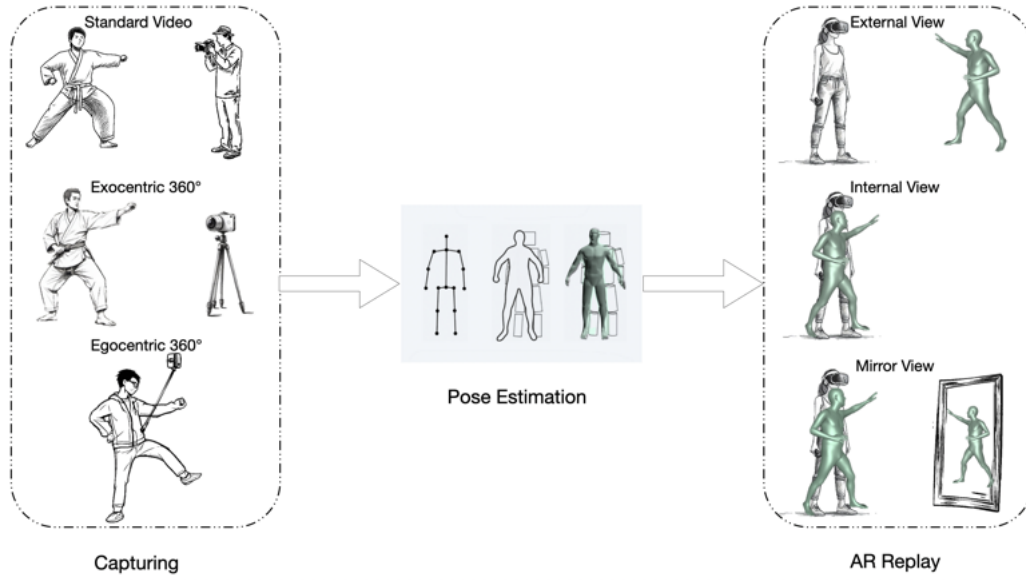 Standard Video
Exocentric 360°
Egocentric 360°
Capturing
Pose Estimation
External View
Internal View
Mirror View
AR Replay